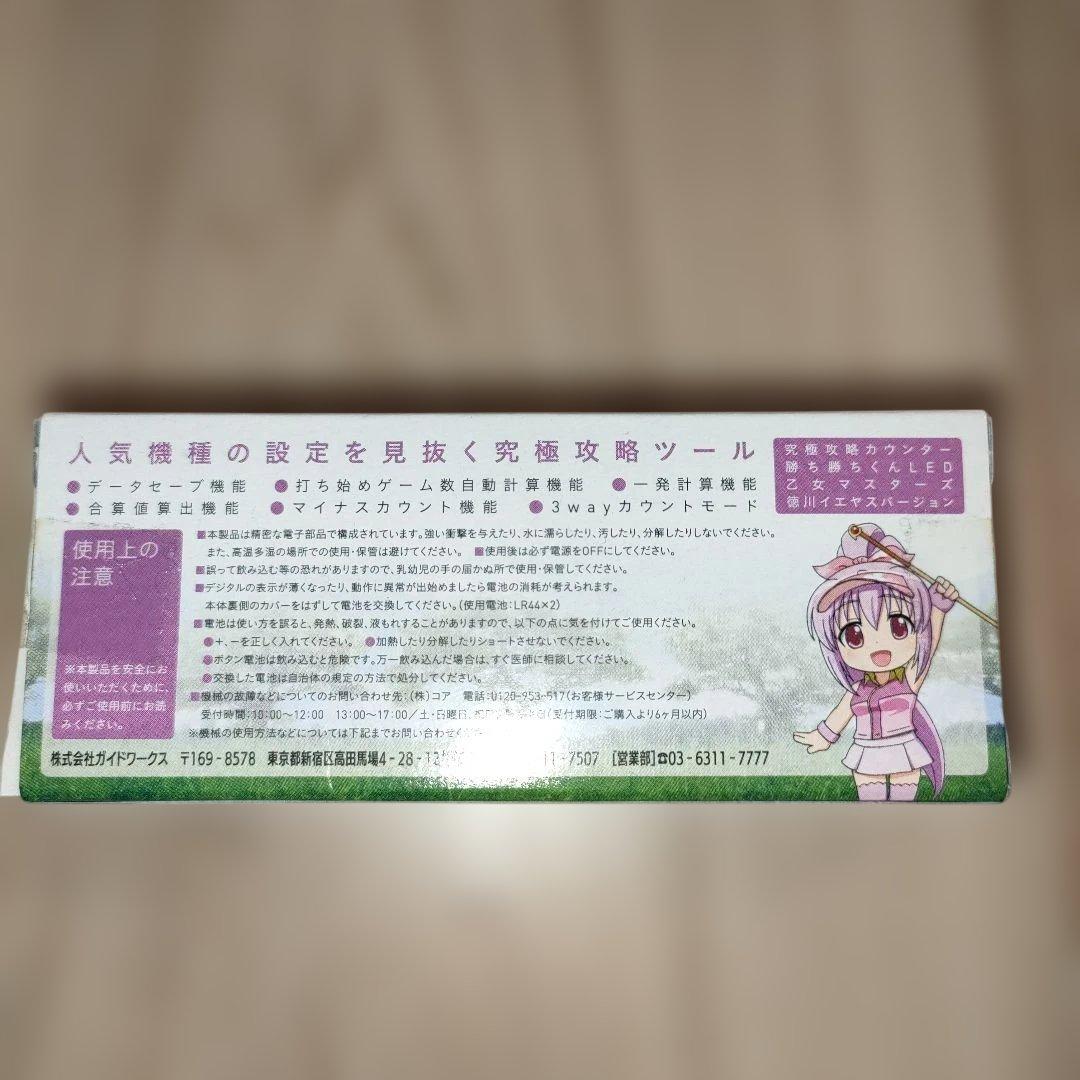 人気機種の設定を見抜く究極攻略ツール
●データセーブ機能 ●打ち始めゲーム数自動計算機能 ●一発計算機能
●合算値算出機能 ●マイナスカウント機能 ●3wayカウントモード
究極攻略カウンター
勝ち勝ちくんLED
乙女マスターズ
徳川イエヤスバージョン
使用上の
注意
※本製品を安全にお
使いいただくために、
必ずご使用前にお読
みください。
■本製品は精密な電子部品で構成されています。強い衝撃を与えたり、水に濡らしたり、汚したり、分解したりしないでください。
また、高温多湿の場所での使用・保管は避けてください。 ■使用後は必ず電源をOFFにしてください。
■誤って飲み込む等の恐れがありますので、乳幼児の手の届かぬ所で使用・保管してください。
■デジタルの表示が薄くなったり、動作に異常が出始めましたら電池の消耗が考えられます。
本体裏側のカバーをはずして電池を交換してください。(使用電池:LR44×2)
■電池は使い方を誤ると、発熱、破裂、液もれすることがありますので、以下の点に気を付けてご使用ください。
●+、-を正しく入れてください。 ●加熱したり分解したりショートさせないでください。
●ボタン電池は飲み込むと危険です。万一飲み込んだ場合は、すぐ医師に相談してください。
●交換した電池は自治体の規定の方法で処分してください。
■機械の故障などについてのお問い合わせ先:(株)コア 電話:0120-953-517(お客様サービスセンター)
受付時間:10:00~12:00 13:00~17:00/土・日曜日、(受付期限:ご購入より6ヶ月以内)
※機械の使用方法などについては下記までお問い合わせく
株式会社ガイドワークス 〒169-8578 東京都新宿区高田馬場4-28-1 7507 [営業部]☎03-6311-7777